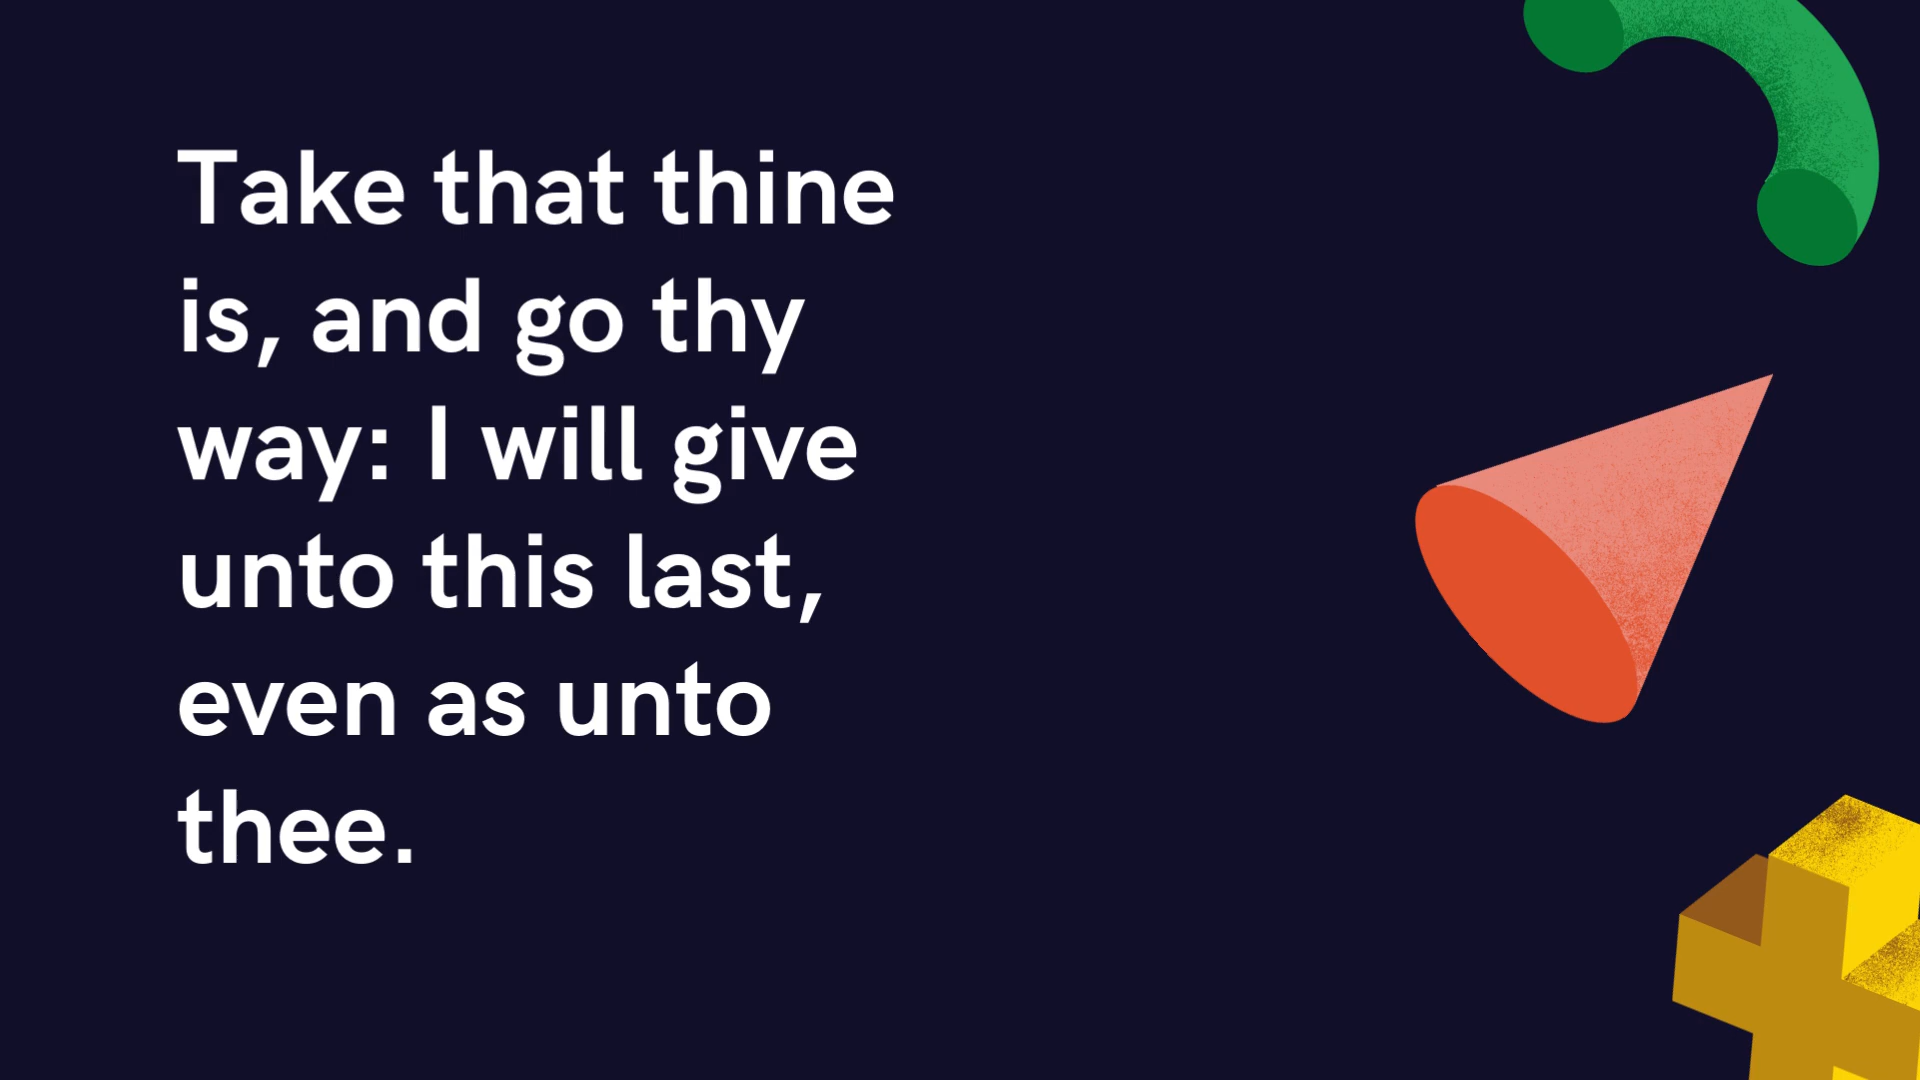 Take that thine
is, and go thy
way: I will give
unto this last,
even as unto
thee.